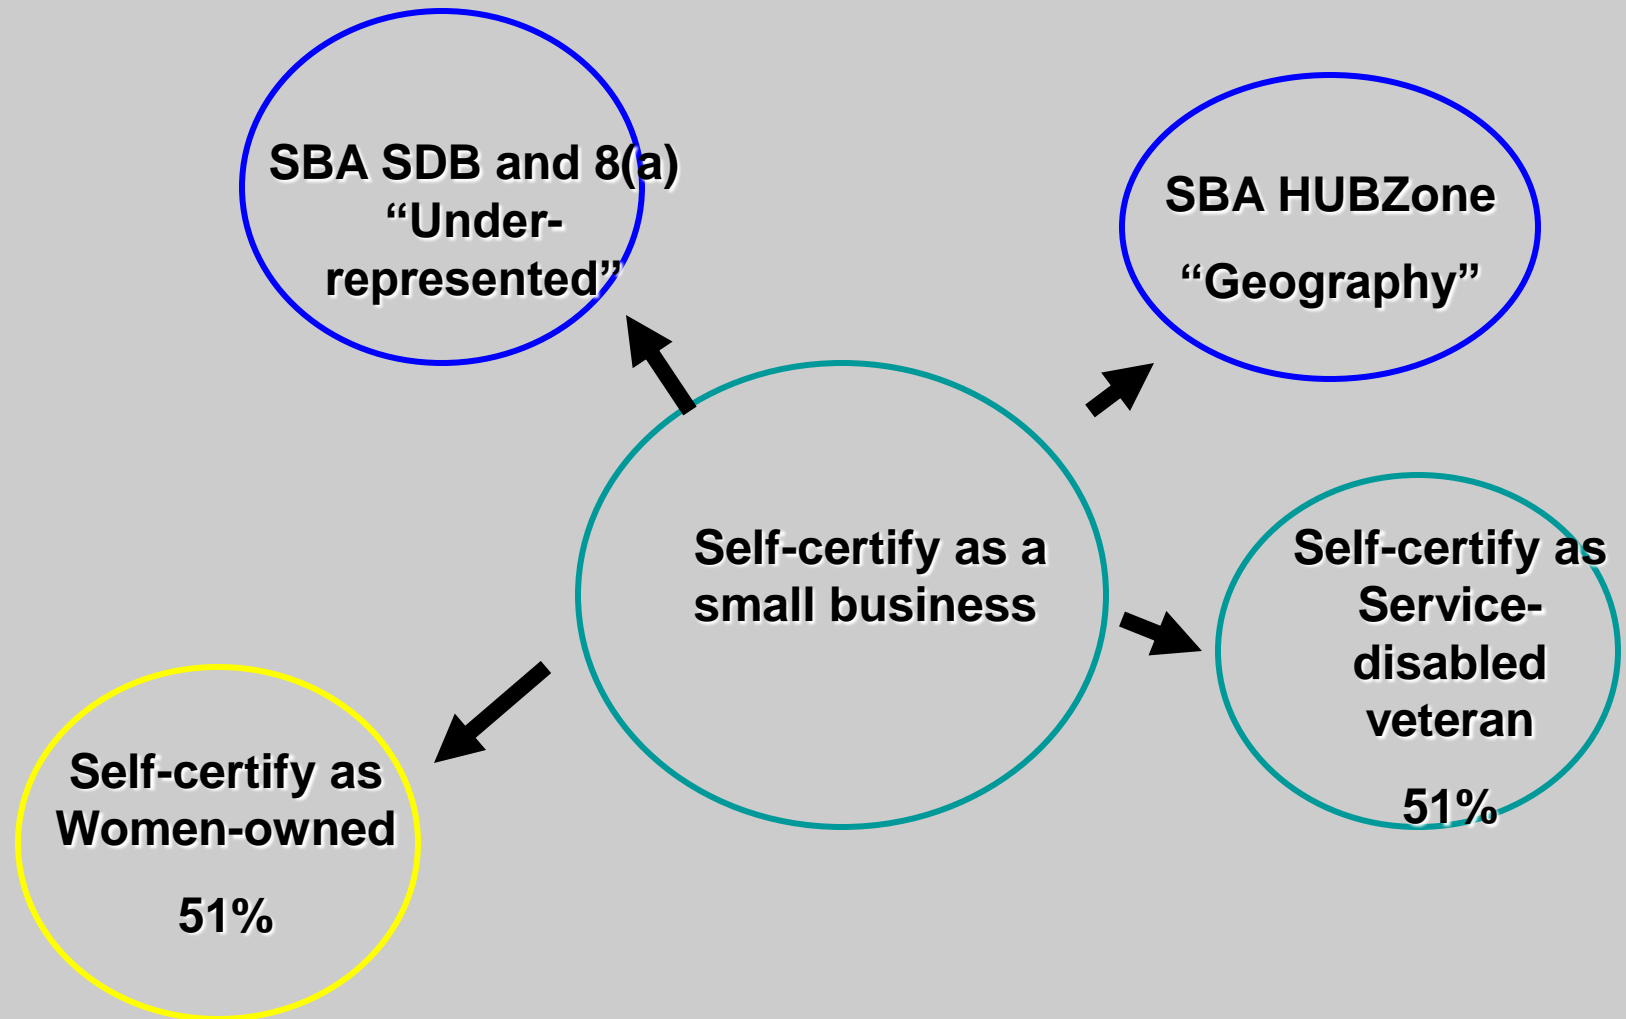 SBA SDB and 8(a)
“Under-
represented”
SBA HUBZone
“Geography”
Self-certify as a
small business
Self-certify as
Service-
disabled
veteran
51%
Self-certify as
Women-owned
51%